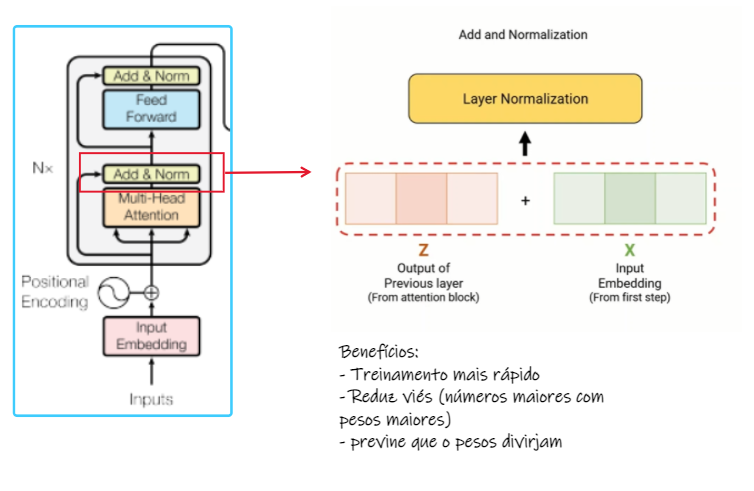 Add & Norm
Feed
Forward
Nx
Add & Norm
Multi-Head
Attention
Positional
Encoding
Input
Embedding
Inputs
Add and Normalization
Layer Normalization
+
Z
Output of
Previous layer
(From attention block)
X
Input
Embedding
(From first step)
Benefícios:
- Treinamento mais rápido
- Reduz viés (números maiores com
pesos maiores)
- previne que o pesos divirjam